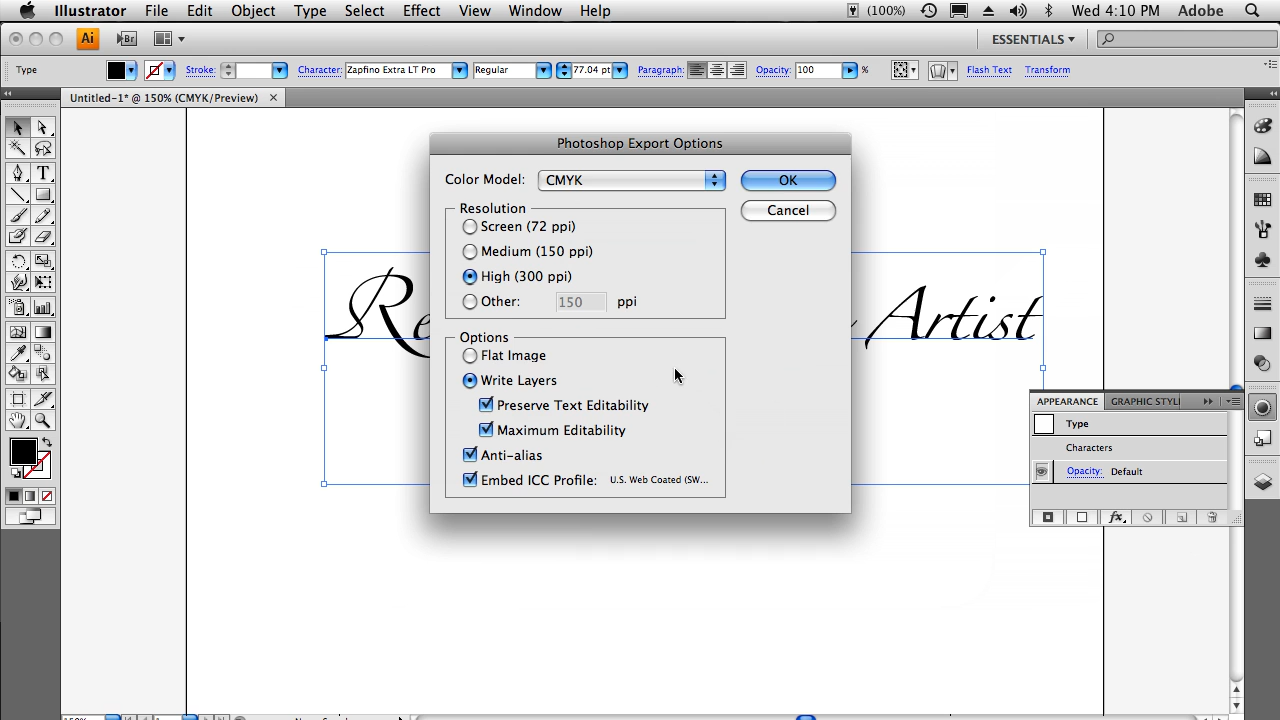 Illustrator File Edit Object Type Select Effect View Window Help (100%) Wed 4:10 PM Adobe
Ai Br ESSENTIALS
Type Stroke: Character: Zapfino Extra LT Pro Regular 77.04 pt Paragraph: Opacity: 100 % Flash Text Transform
Untitled-1* @ 150% (CMYK/Preview)
Photoshop Export Options
Color Model: CMYK OK
Cancel
Resolution
Screen (72 ppi)
Medium (150 ppi)
High (300 ppi)
Other: 150 ppi
Re Artist
Options
Flat Image
Write Layers
Preserve Text Editability
Maximum Editability
Anti-alias
Embed ICC Profile: U.S. Web Coated (SW...
APPEARANCE GRAPHIC STYL
Type
Characters
Opacity: Default
fx